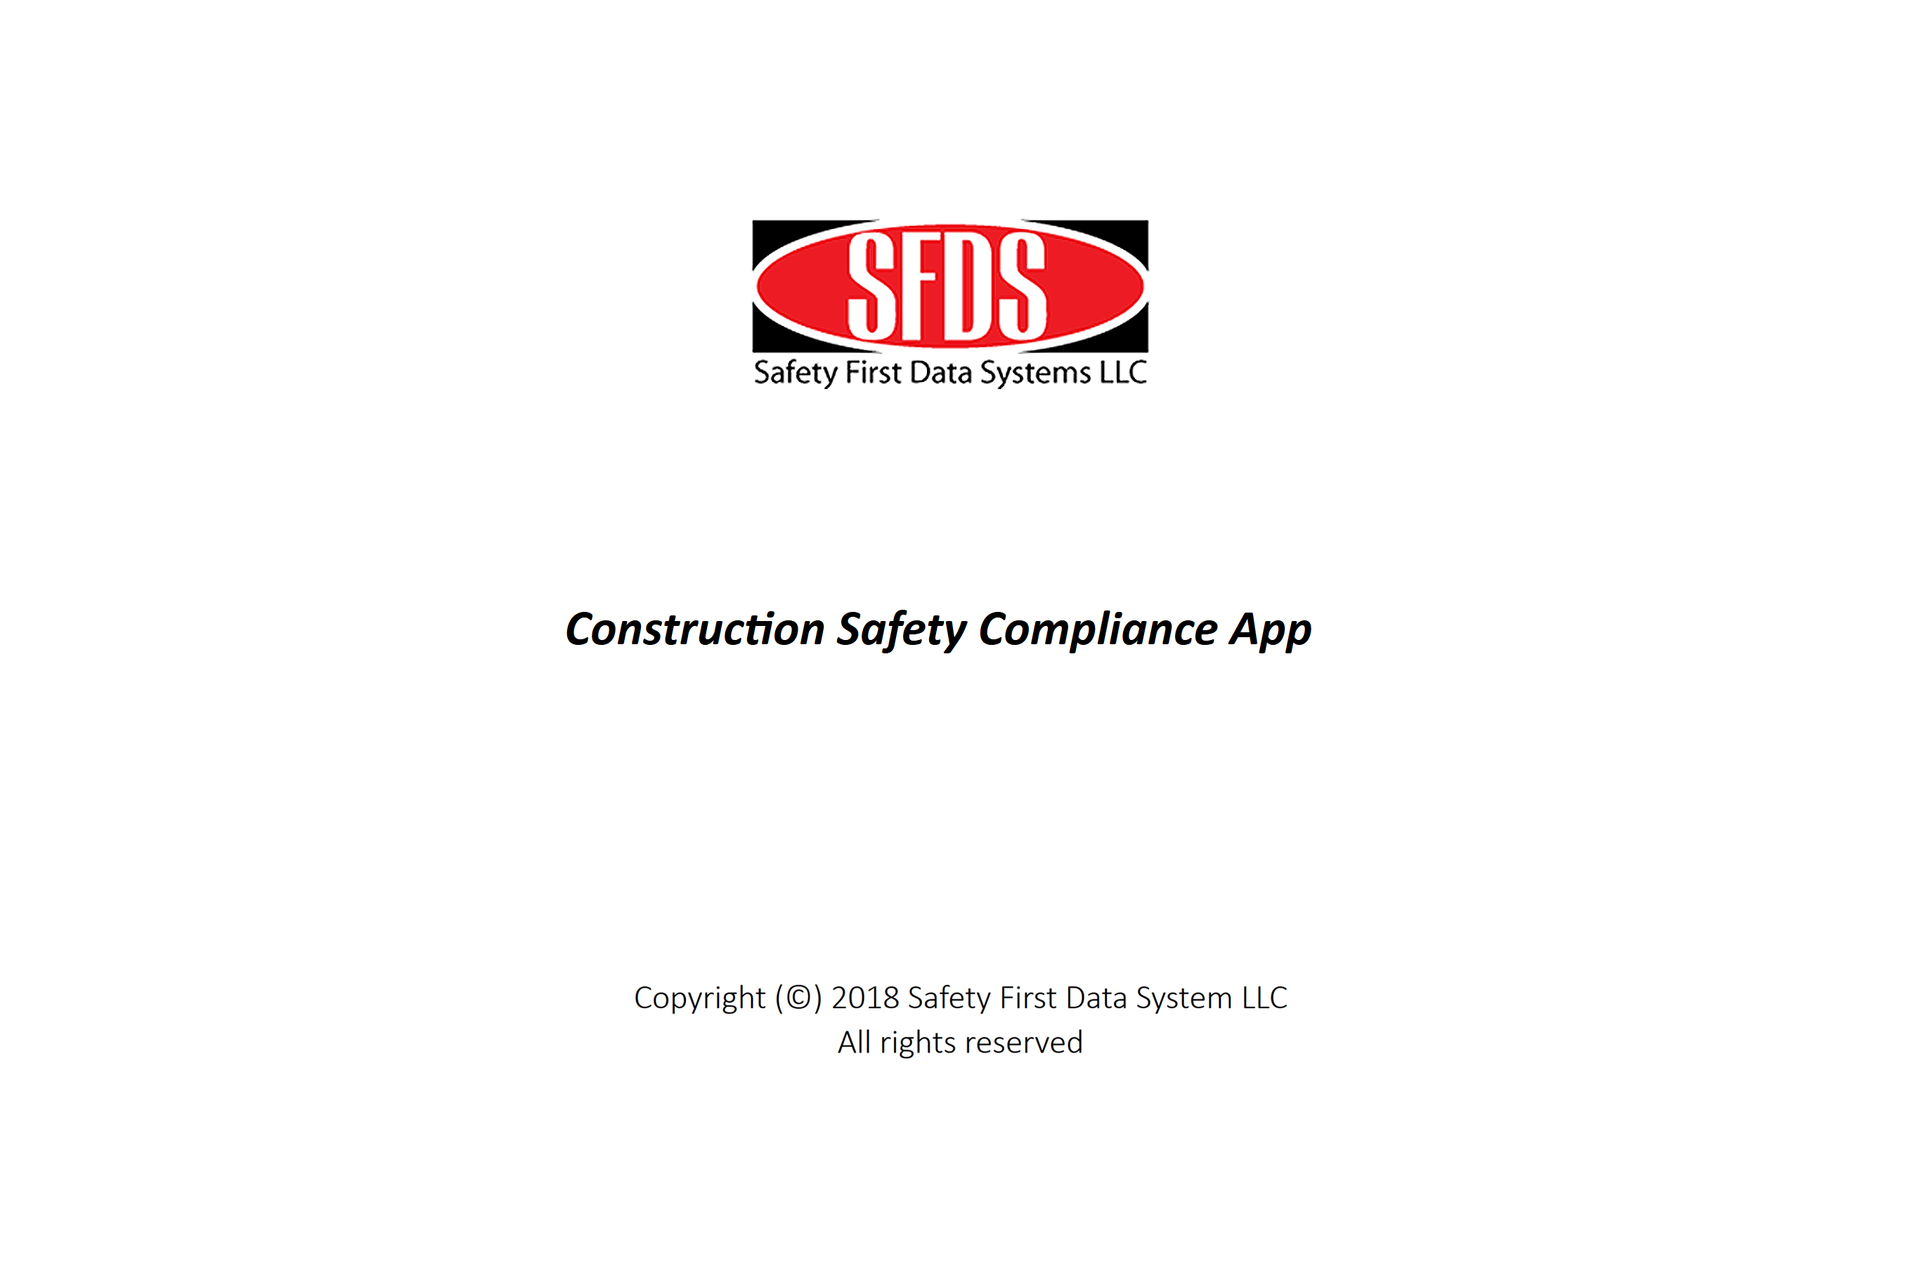 SFDS
Safety First Data Systems LLC
Construction Safety Compliance App
Copyright (©) 2018 Safety First Data System LLC
All rights reserved